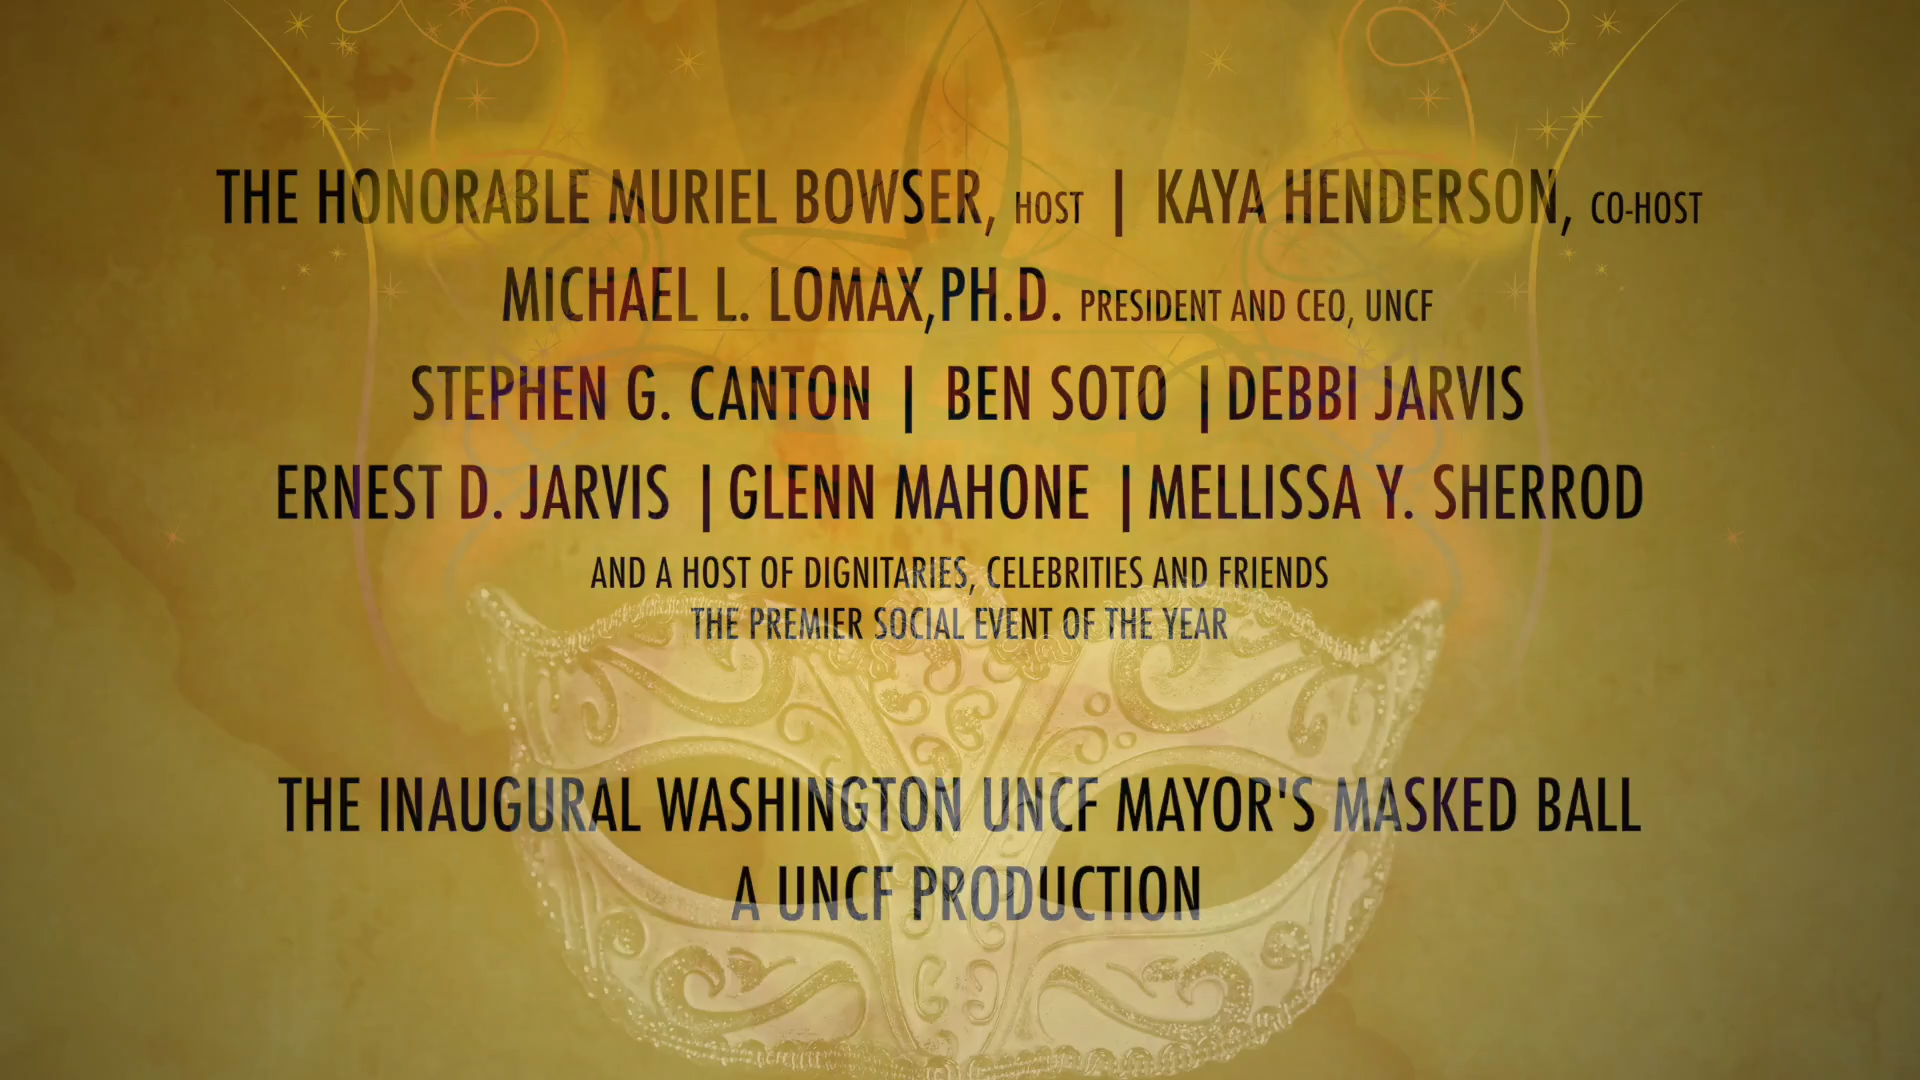 THE HONORABLE MURIEL BOWSER, HOST | KAYA HENDERSON, CO-HOST
MICHAEL L. LOMAX,PH.D. PRESIDENT AND CEO, UNCF
STEPHEN G. CANTON | BEN SOTO | DEBBI JARVIS
ERNEST D. JARVIS | GLENN MAHONE | MELLISSA Y. SHERROD
AND A HOST OF DIGNITARIES, CELEBRITIES AND FRIENDS
THE PREMIER SOCIAL EVENT OF THE YEAR
THE INAUGURAL WASHINGTON UNCF MAYOR'S MASKED BALL
A UNCF PRODUCTION